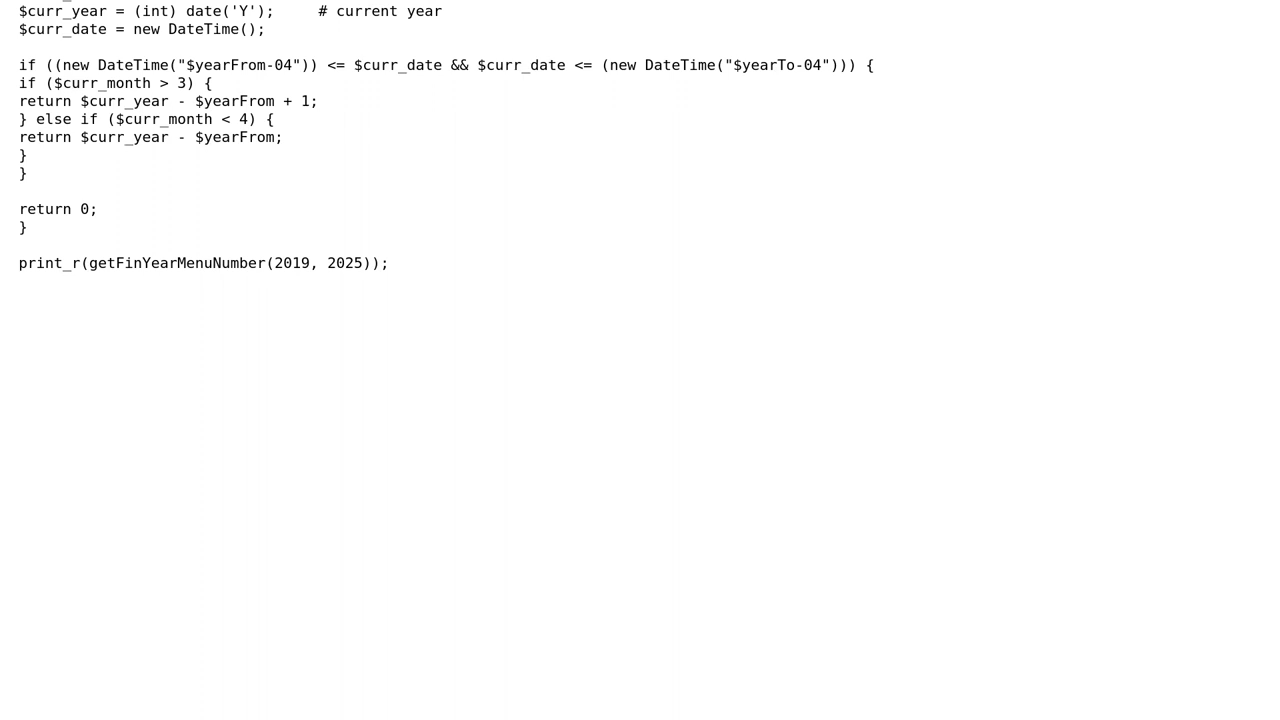 $curr_year = (int) date('Y');     # current year
$curr_date = new DateTime();
if ((new DateTime("$yearFrom-04")) <= $curr_date && $curr_date <= (new DateTime("$yearTo-04"))) {
if ($curr_month > 3) {
return $curr_year - $yearFrom + 1;
} else if ($curr_month < 4) {
return $curr_year - $yearFrom;
}
}
return 0;
}
print_r(getFinYearMenuNumber(2019, 2025));